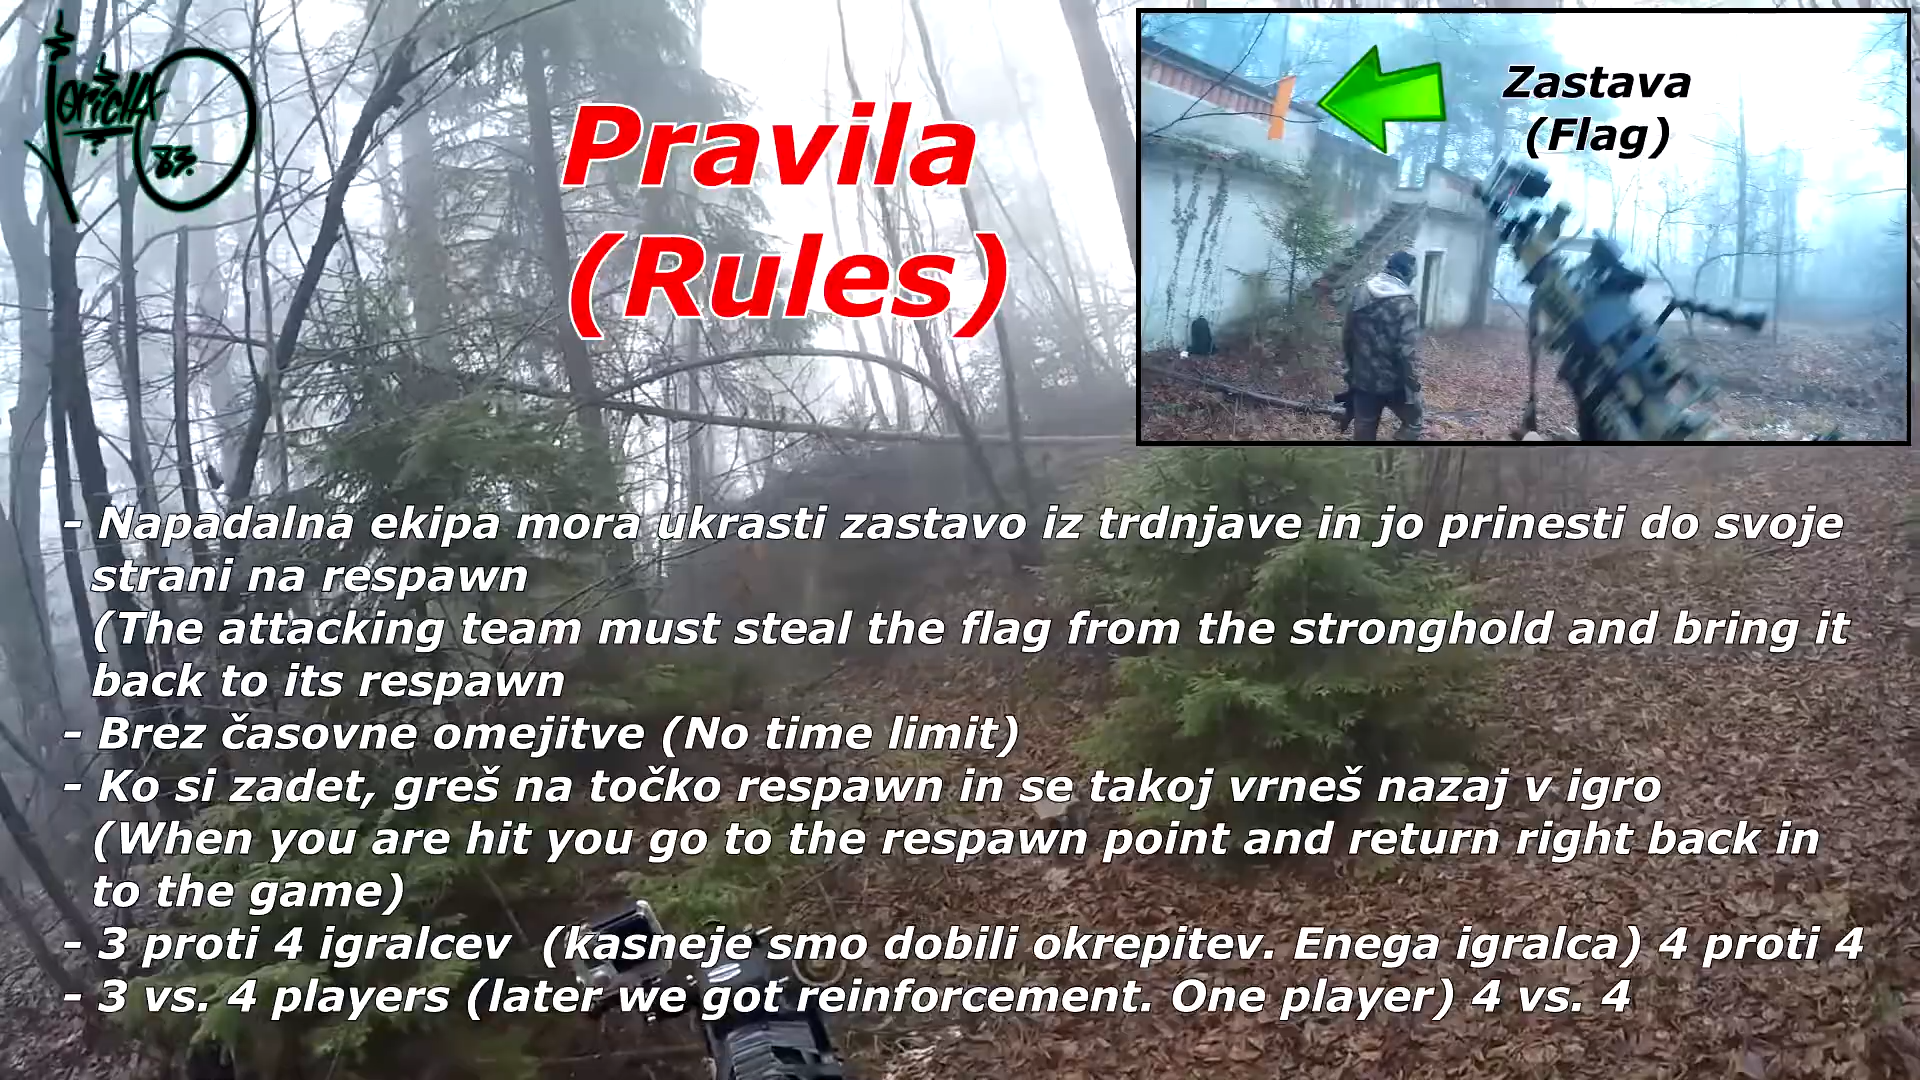 Pravila
(Rules)
Zastava
(Flag)
- Napadalna ekipa mora ukrasti zastavo iz trdnjave in jo prinesti do svoje
strani na respawn
(The attacking team must steal the flag from the stronghold and bring it
back to its respawn
- Brez časovne omejitve (No time limit)
- Ko si zadet, greš na točko respawn in se takoj vrneš nazaj v igro
(When you are hit you go to the respawn point and return right back in
to the game)
- 3 proti 4 igralcev (kasneje smo dobili okrepitev. Enega igralca) 4 proti 4
- 3 vs. 4 players (later we got reinforcement. One player) 4 vs. 4
83.